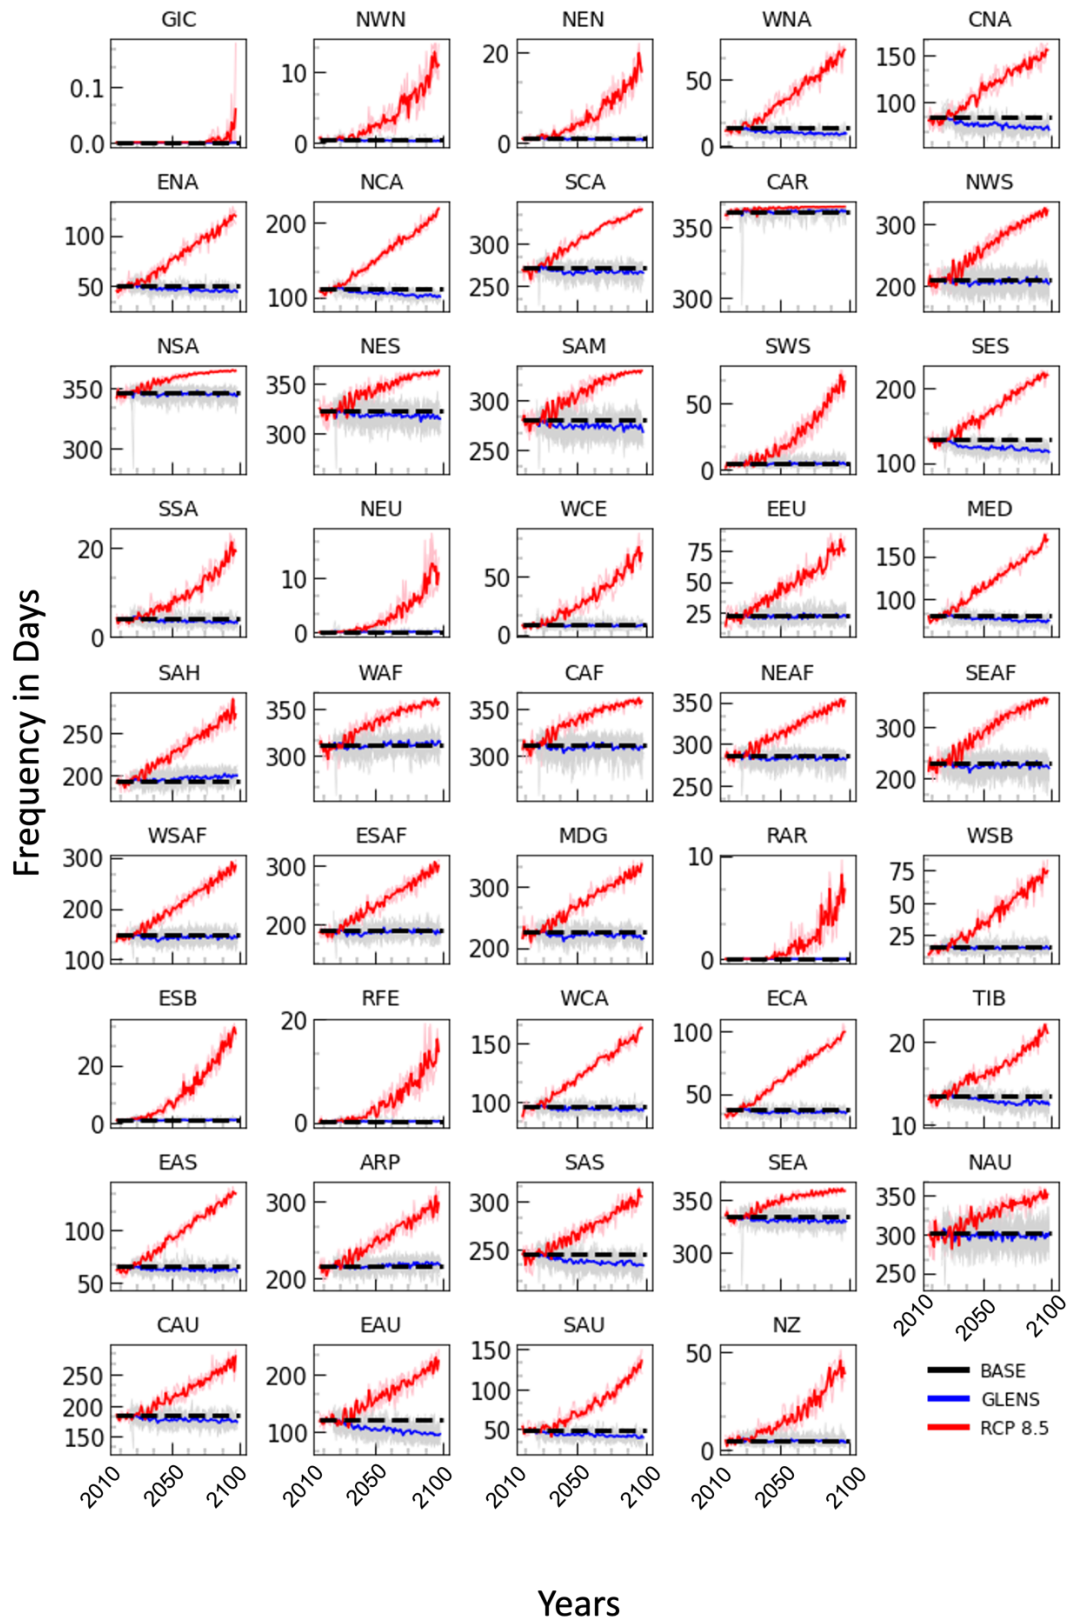 GIC NWN NEN WNA CNA
0.1 10 20 50 150
100
0.0 0 0 0
ENA NCA SCA CAR NWS
100 200 300 350 300
50 100 250 300 200
NSA NES SAM SWS SES
350 350 300 50 200
300 300 250 0 100
SSA NEU WCE EEU MED
20 10 50 75 150
50
25 100
0 0 0
SAH WAF CAF NEAF SEAF
250 350 350 350 300
300
200 300 300 250 200
WSAF ESAF MDG RAR WSB
300 300 300 10 75
200 50
100 200 200 0 25
ESB RFE WCA ECA TIB
20 20 150 100 20
0 0 100 50 10
EAS ARP SAS SEA NAU
100 300 300 350 350
300
50 200 250 300 250
2010 2050 2100
CAU EAU SAU NZ
250 200 150 50
200 100
150 100 50 0
2010 2050 2100 2010 2050 2100 2010 2050 2100 2010 2050 2100
BASE
GLENS
RCP 8.5
Frequency in Days
Years